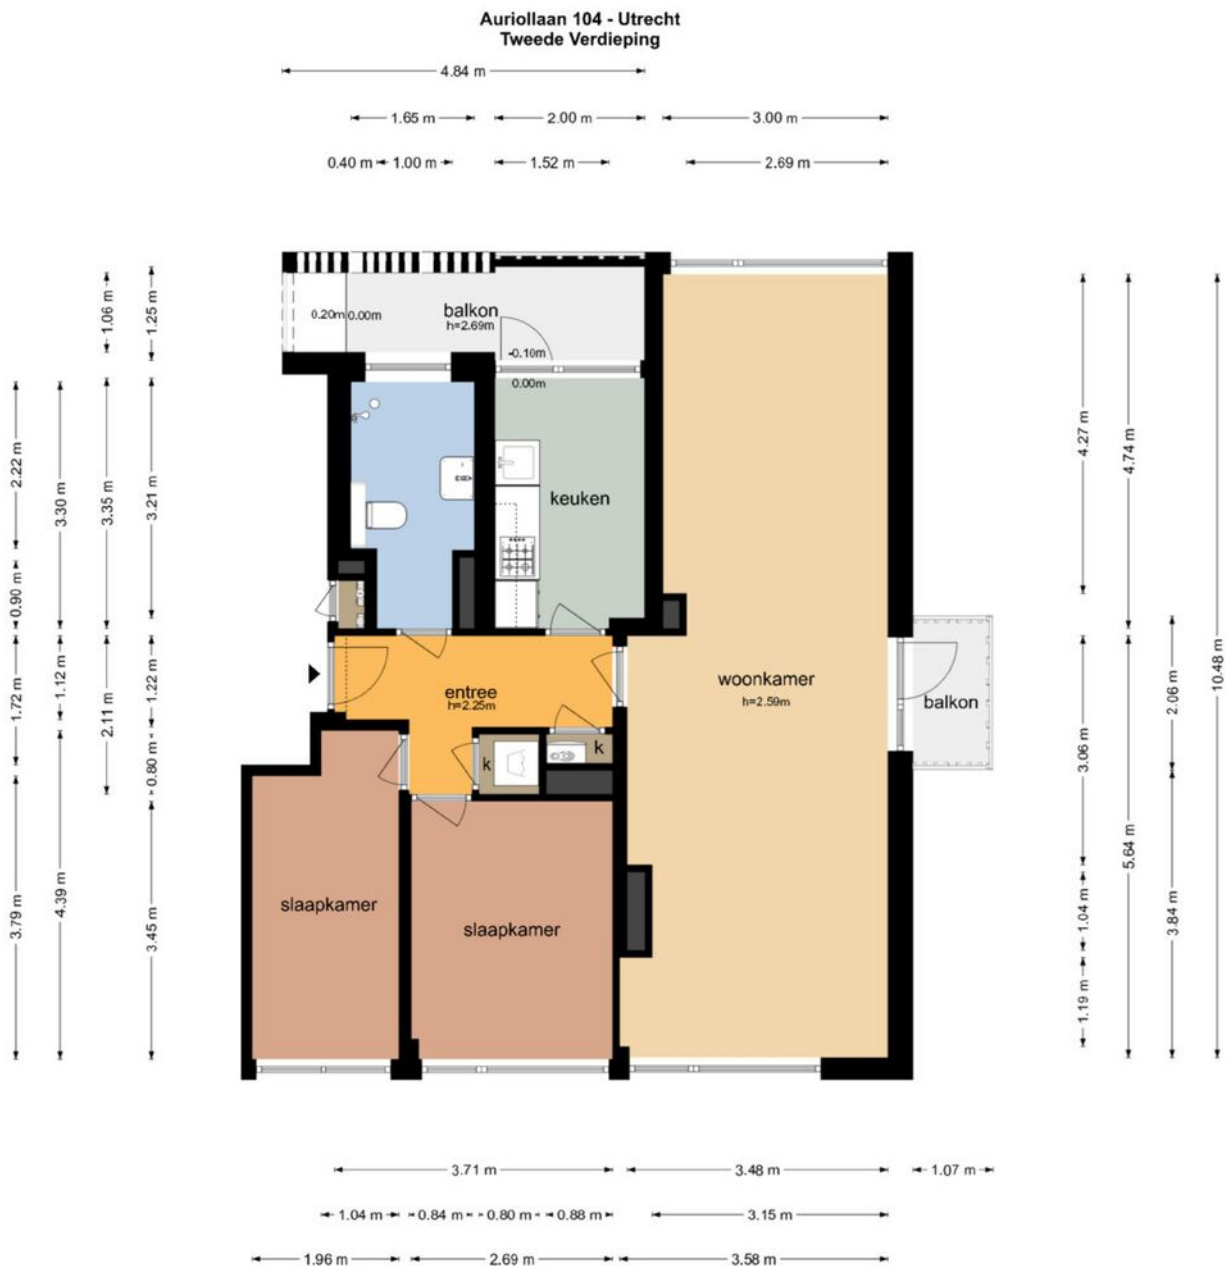 Auriollaan 104 - Utrecht
Tweede Verdieping
4.84 m
1.65 m
2.00 m
3.00 m
0.40 m
1.00 m
1.52 m
2.69 m
1.06 m
1.25 m
0.20m
0.00m
balkon
h=2.69m
-0.10m
0.00m
2.22 m
3.30 m
3.35 m
3.21 m
4.27 m
4.74 m
10.48 m
keuken
0.90 m
1.72 m
1.12 m
2.11 m
1.22 m
0.80 m
entree
h=2.25m
woonkamer
h=2.59m
balkon
2.06 m
3.06 m
k
k
3.79 m
4.39 m
3.45 m
slaapkamer
slaapkamer
5.64 m
1.04 m
3.84 m
1.19 m
3.71 m
3.48 m
1.07 m
1.04 m
0.84 m
0.80 m
0.88 m
3.15 m
1.96 m
2.69 m
3.58 m